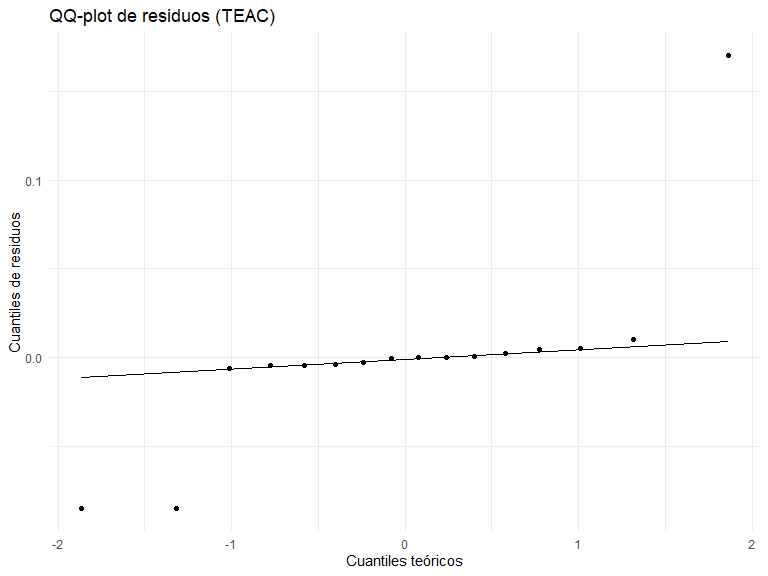 QQ-plot de residuos (TEAC)
Cuantiles de residuos
0.1
0.0
-2
-1
0
1
2
Cuantiles teóricos